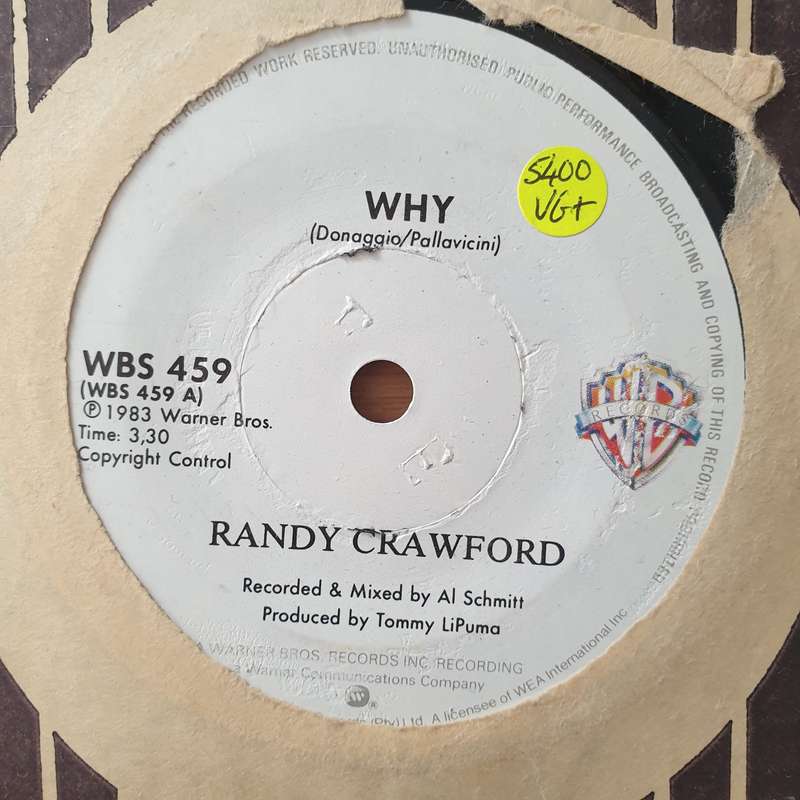 RECORDED WORK RESERVED. UNAUTHORISED PUBLIC PERFORMANCE BROADCASTING AND COPYING OF THIS RECORD
5400
VG+
WHY
(Donaggio/Pallavicini)
WBS 459
(WBS 459 A)
Ⓟ 1983 Warner Bros.
Time: 3,30
Copyright Control
RECORDS
RANDY CRAWFORD
Recorded & Mixed by Al Schmitt
Produced by Tommy LiPuma
A WARNER BROS. RECORDS INC. RECORDING
a Warner Communications Company
(Pty) Ltd. A licensee of WEA International Inc